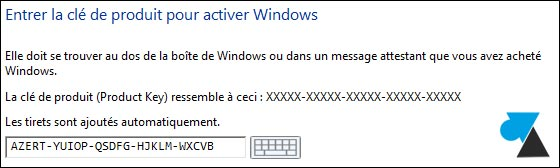 Entrer la clé de produit pour activer Windows
Elle doit se trouver au dos de la boîte de Windows ou dans un message attestant que vous avez acheté
Windows.
La clé de produit (Product Key) ressemble à ceci : XXXXX-XXXXX-XXXXX-XXXXX-XXXXX
Les tirets sont ajoutés automatiquement.
AZERT-YUIOP-QSDFG-HJKLM-WXCVB